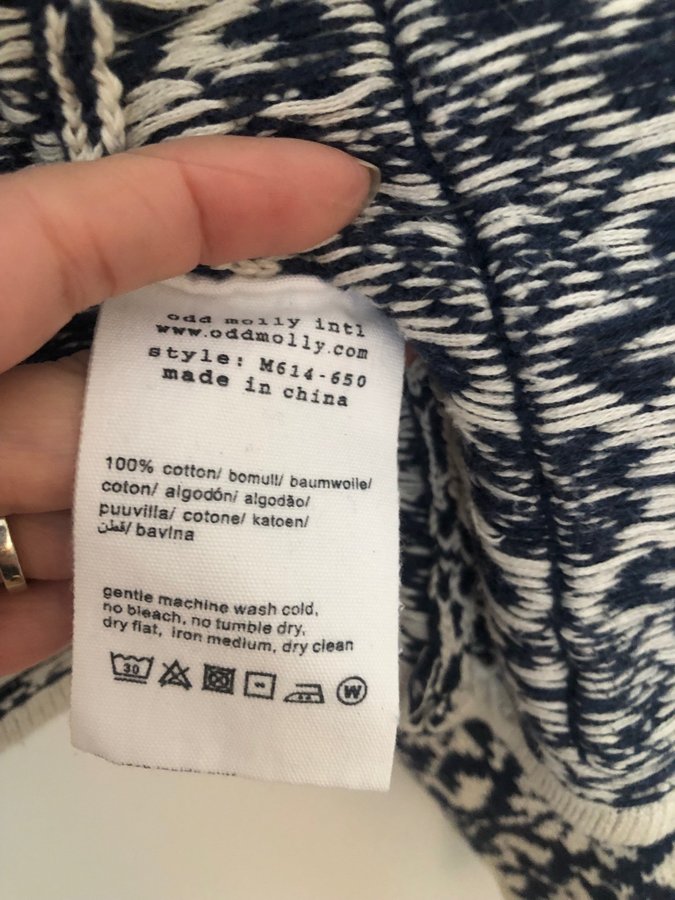 odd molly intl
www.oddmolly.com
style: M614-650
made in china
100% cotton/ bomull/ baumwolle/
coton/ algodón/ algodão/
puuvilla/ cotone/ katoen/
قطن/ bavlna
gentle machine wash cold,
no bleach, no tumble dry,
dry flat, iron medium, dry clean
30 W